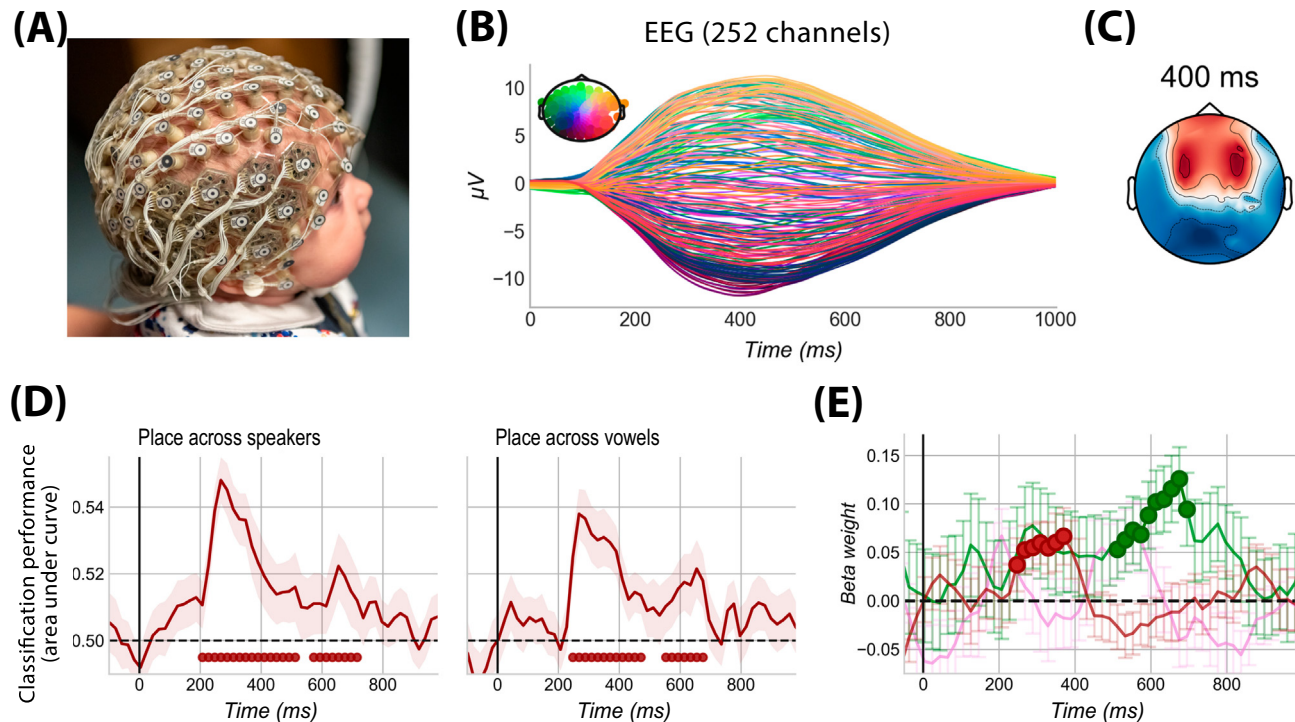 (A)
(B)
EEG (252 channels)
(C)
400 ms
10
5
0
−5
−10
μV
0
200
400
600
800
1000
Time (ms)
(D)
Classification performance
(area under curve)
Place across speakers
0.54
0.52
0.50
0
200
400
600
800
Time (ms)
Place across vowels
0
200
400
600
800
Time (ms)
(E)
Beta weight
0.15
0.10
0.05
0.00
−0.05
0
200
400
600
800
Time (ms)